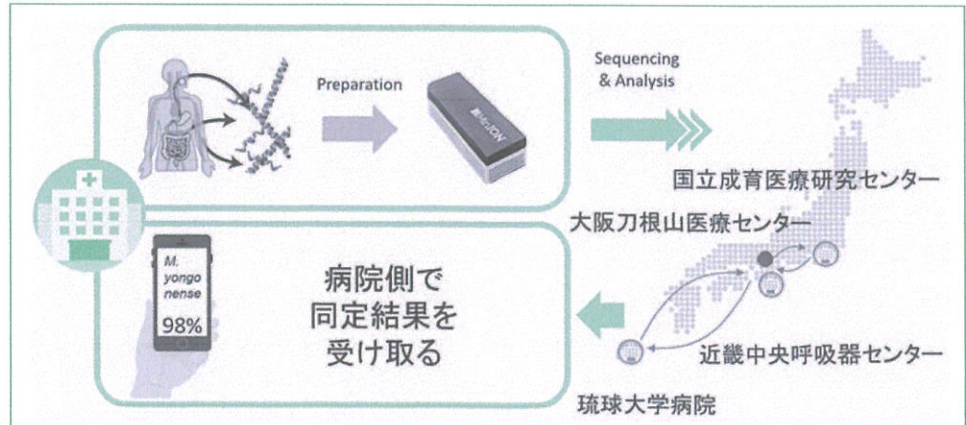 Preparation
MinION
Sequencing
& Analysis
国立成育医療研究センター
大阪刀根山医療センター
近畿中央呼吸器センター
琉球大学病院
M.
yongo
nense
98%
病院側で
同定結果を
受け取る